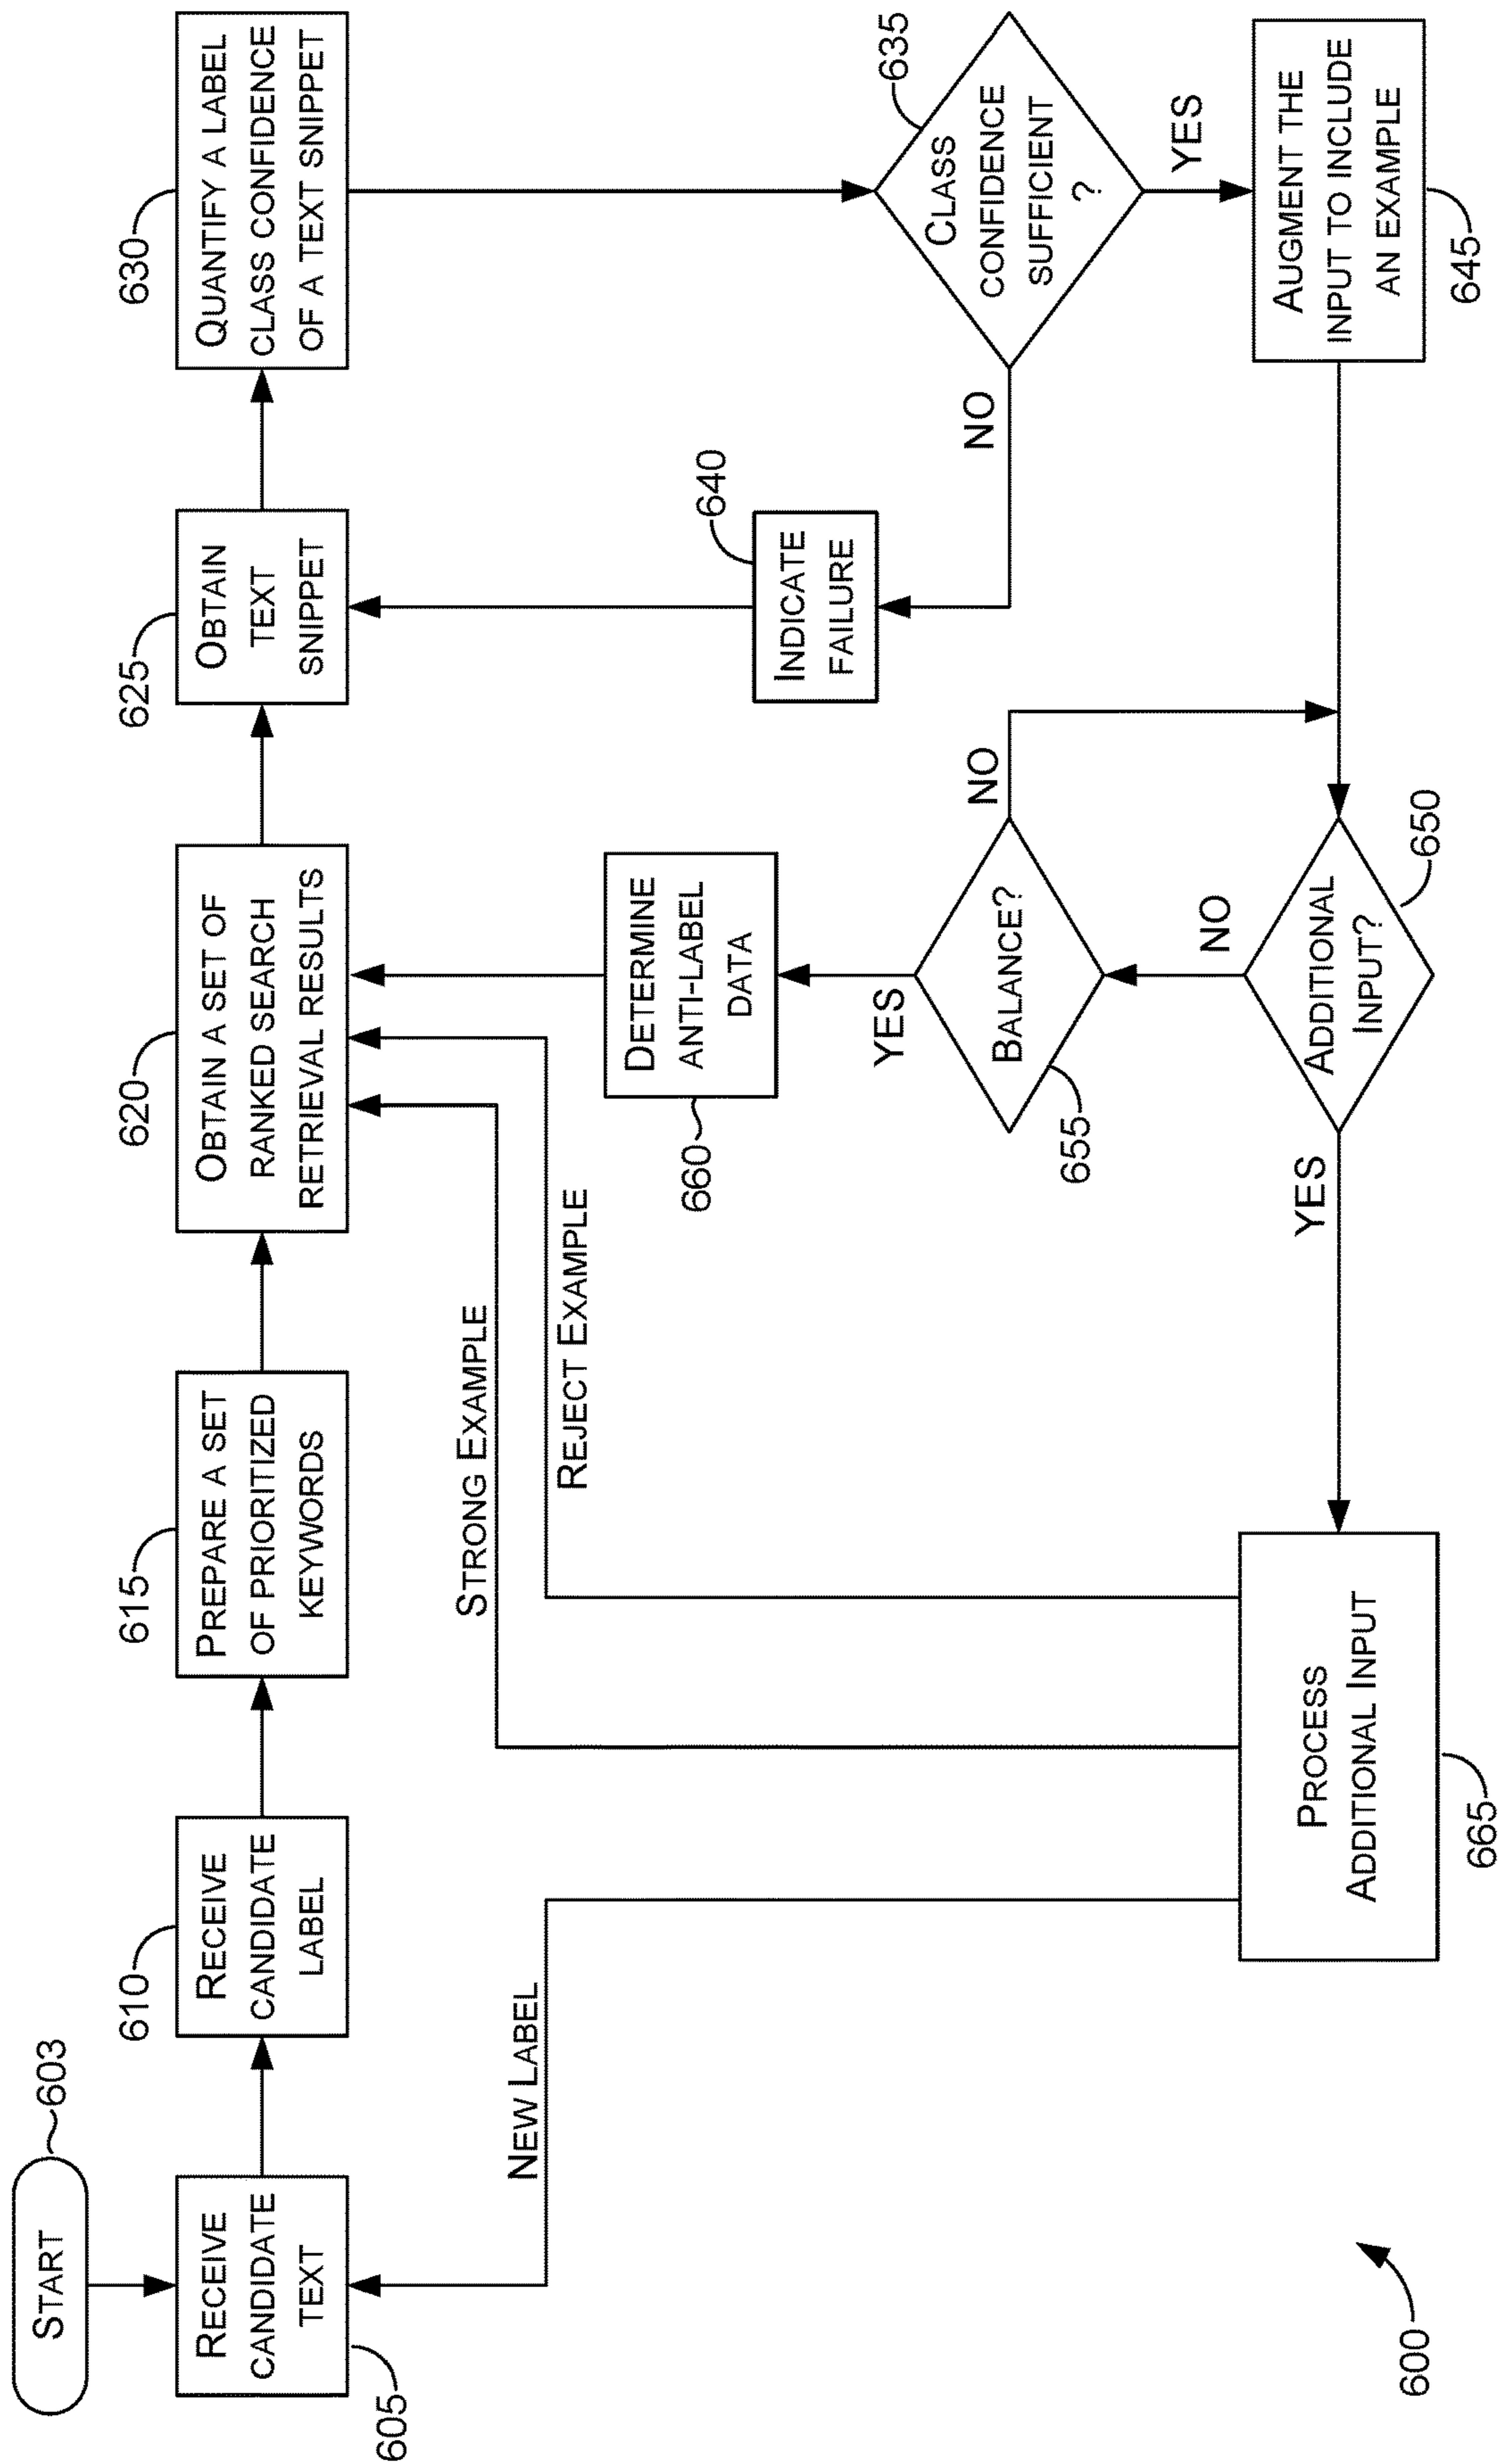 START
603
RECEIVE
CANDIDATE
TEXT
605
RECEIVE
CANDIDATE
LABEL
610
PREPARE A SET
OF PRIORITIZED
KEYWORDS
615
OBTAIN A SET OF
RANKED SEARCH
RETRIEVAL RESULTS
620
OBTAIN
TEXT
SNIPPET
625
QUANTIFY A LABEL
CLASS CONFIDENCE
OF A TEXT SNIPPET
630
CLASS
CONFIDENCE
SUFFICIENT
?
635
NO
YES
INDICATE
FAILURE
640
AUGMENT THE
INPUT TO INCLUDE
AN EXAMPLE
645
ADDITIONAL
INPUT?
650
NO
YES
BALANCE?
655
NO
YES
DETERMINE
ANTI-LABEL
DATA
660
PROCESS
ADDITIONAL INPUT
665
NEW LABEL
STRONG EXAMPLE
REJECT EXAMPLE
600